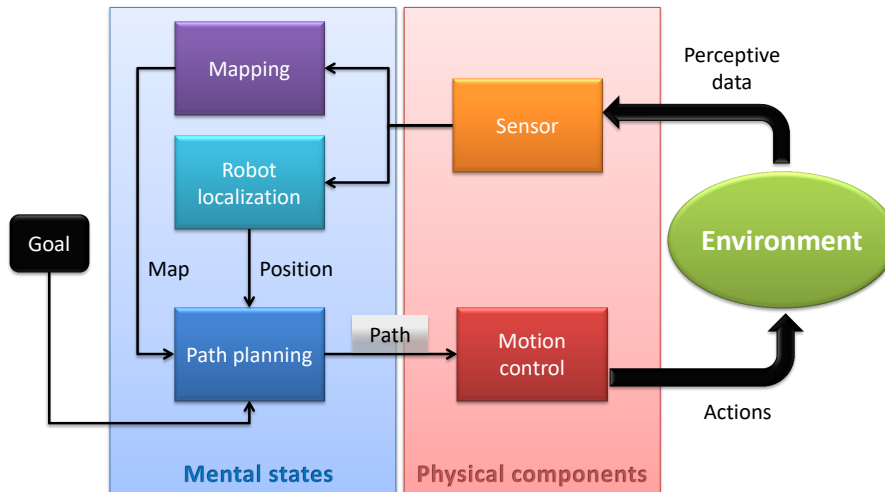 Mapping
Perceptive
data
Sensor
Robot
localization
Goal
Environment
Map
Position
Path
Path planning
Motion
control
Actions
Mental states
Physical components